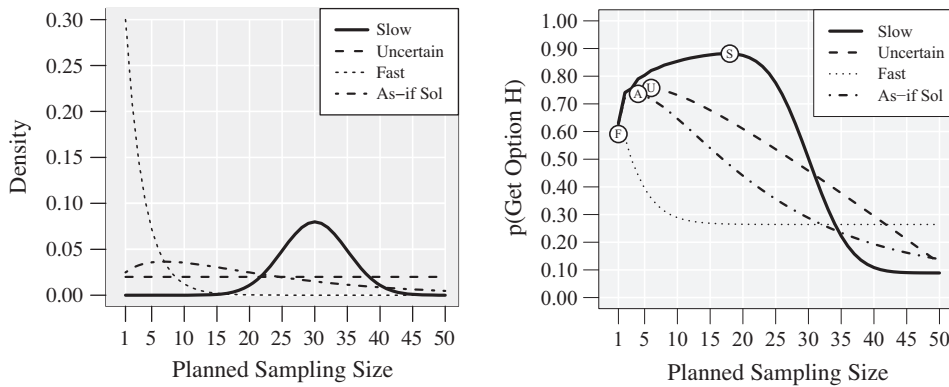 0.30
0.25
0.20
0.15
0.10
0.05
0.00
Density
1 5 10 15 20 25 30 35 40 45 50
Planned Sampling Size
Slow
Uncertain
Fast
As−if Sol
1.00
0.90
0.80
0.70
0.60
0.50
0.40
0.30
0.20
0.10
0.00
p(Get Option H)
1 5 10 15 20 25 30 35 40 45 50
Planned Sampling Size
Slow
Uncertain
Fast
As−if Sol
F
A
U
S